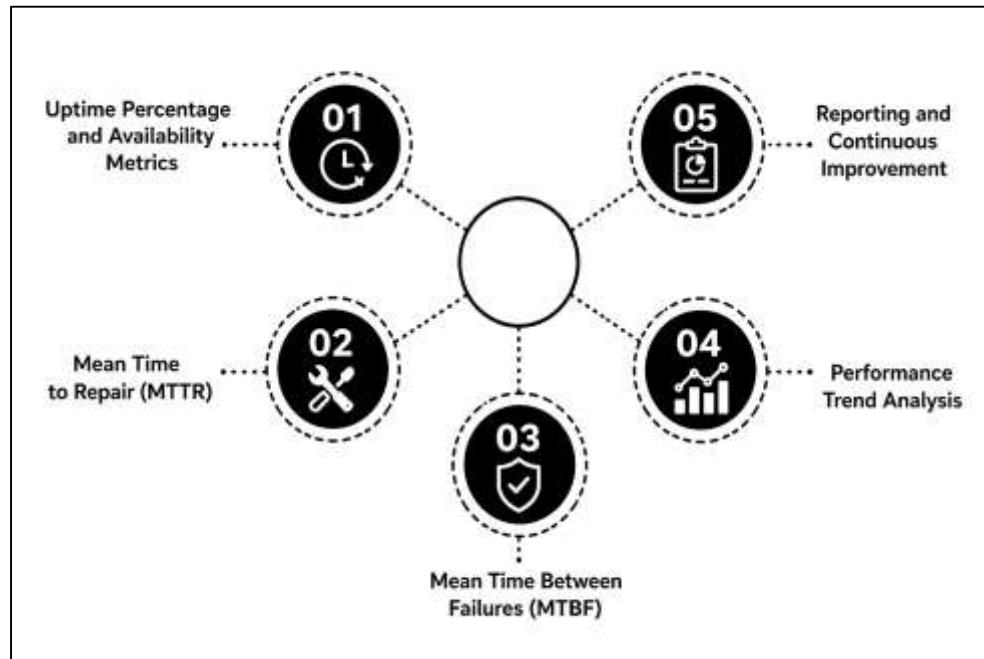 01
Uptime Percentage
and Availability
Metrics
02
Mean Time
to Repair (MTTR)
03
Mean Time Between
Failures (MTBF)
04
Performance
Trend Analysis
05
Reporting and
Continuous
Improvement